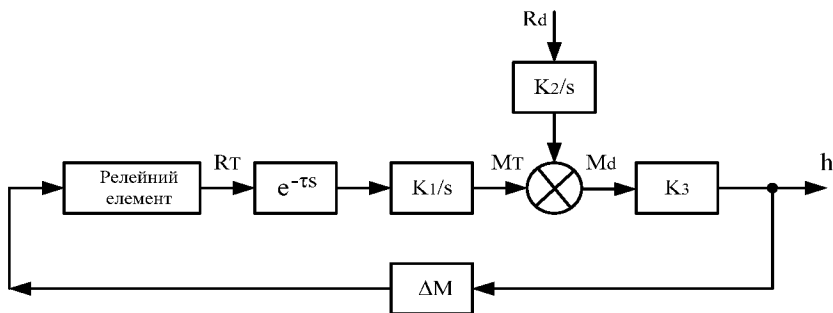 Rd
K2/s
RT
MT
Md
h
Релейний
елемент
e-τs
K1/s
K3
ΔM